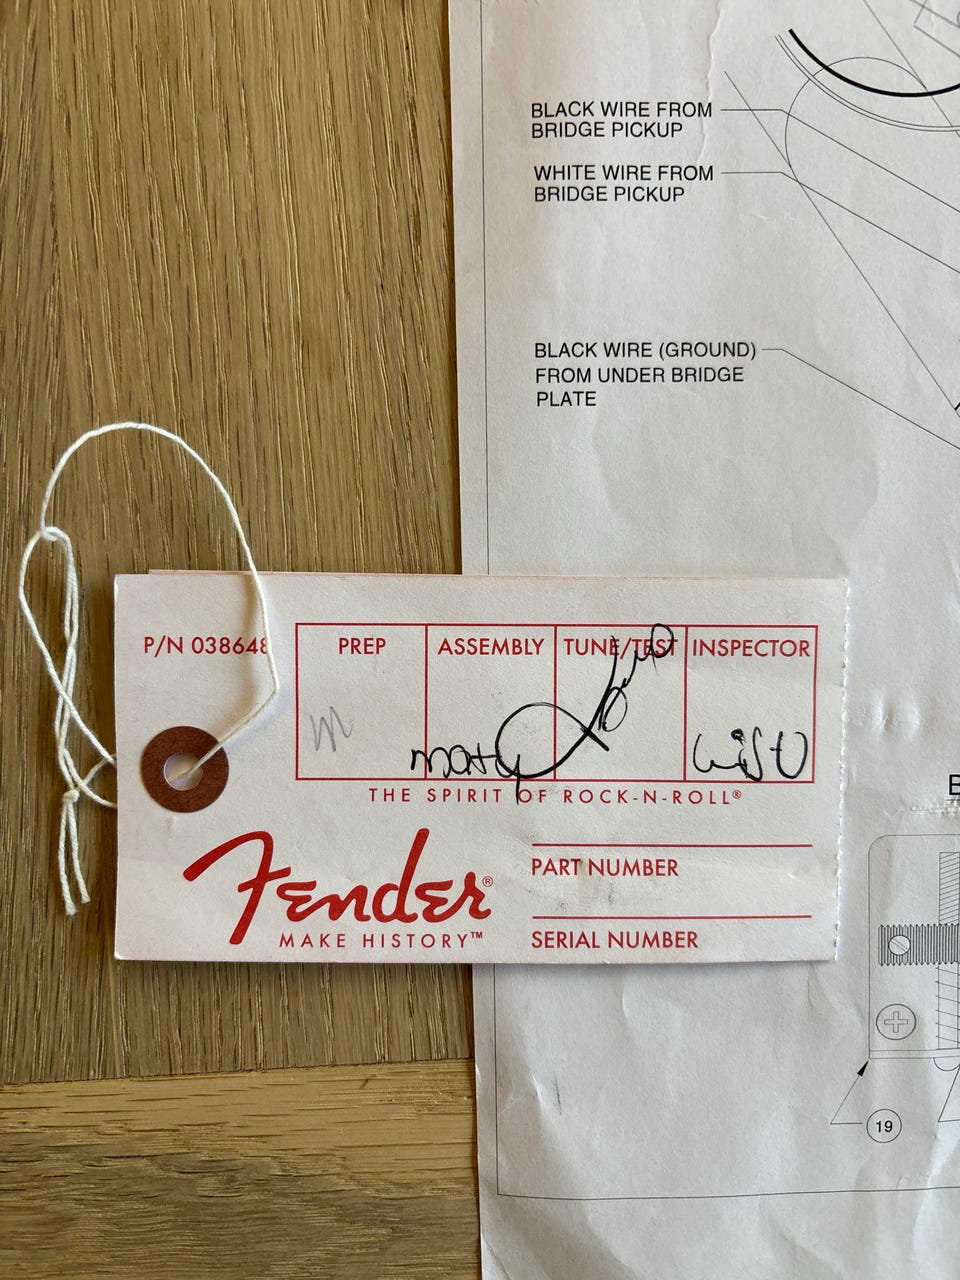 BLACK WIRE FROM
BRIDGE PICKUP
WHITE WIRE FROM
BRIDGE PICKUP
BLACK WIRE (GROUND)
FROM UNDER BRIDGE
PLATE
P/N 038648
PREP
ASSEMBLY
TUNE/TEST
INSPECTOR
m
maty
THE SPIRIT OF ROCK-N-ROLL®
Fender®
MAKE HISTORY™
PART NUMBER
SERIAL NUMBER
B
19